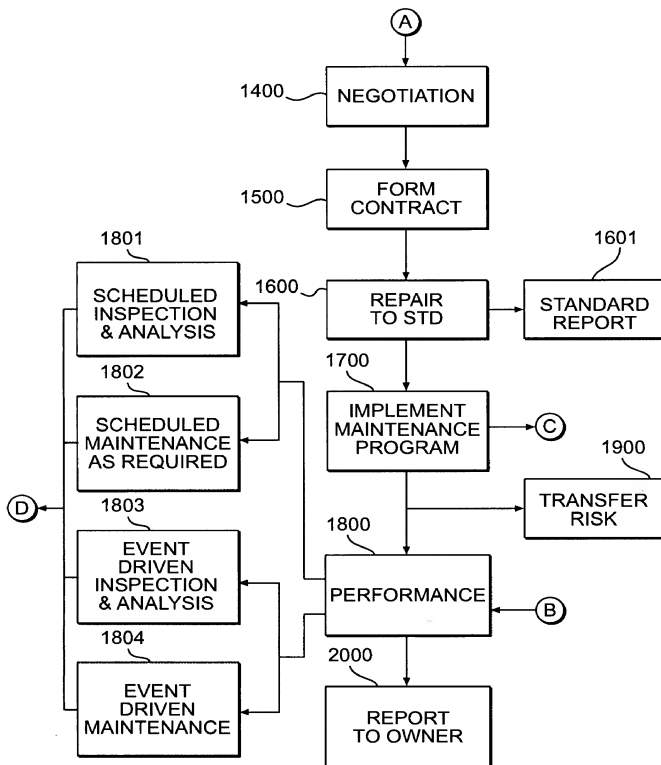 A
1400
NEGOTIATION
1500
FORM
CONTRACT
1600
REPAIR
TO STD
1601
STANDARD
REPORT
1700
IMPLEMENT
MAINTENANCE
PROGRAM
C
1900
TRANSFER
RISK
1800
PERFORMANCE
B
1801
SCHEDULED
INSPECTION
& ANALYSIS
1802
SCHEDULED
MAINTENANCE
AS REQUIRED
D
1803
EVENT
DRIVEN
INSPECTION
& ANALYSIS
1804
EVENT
DRIVEN
MAINTENANCE
2000
REPORT
TO OWNER